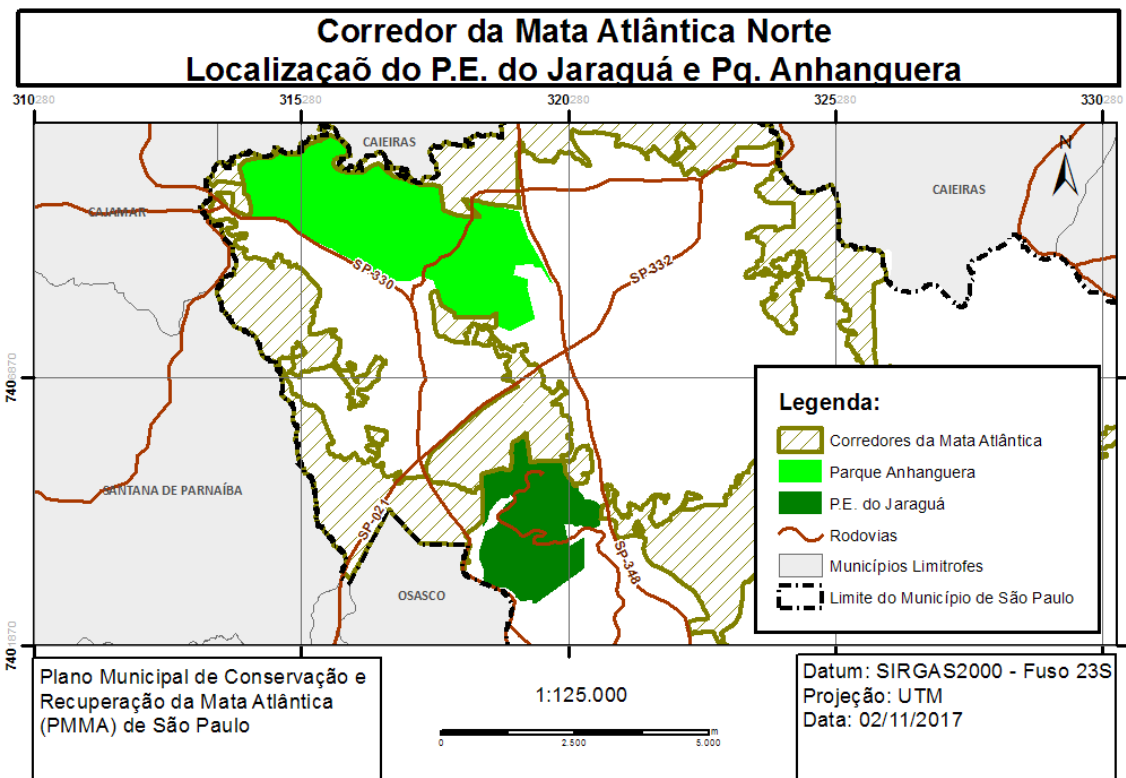 Corredor da Mata Atlântica Norte
Localizaçaõ do P.E. do Jaraguá e Pq. Anhanguera
310280 315280 320280 325280 330280
CAIEIRAS
N
CAIEIRAS
CAJAMAR
SP-330
SP-332
7406870
Legenda:
Corredores da Mata Atlântica
Parque Anhanguera
P.E. do Jaraguá
Rodovias
Municípios Limitrofes
Limite do Município de São Paulo
SANTANA DE PARNAÍBA
SP-021
SP-348
OSASCO
7401870
Plano Municipal de Conservação e
Recuperação da Mata Atlântica
(PMMA) de São Paulo
1:125.000
m
0 2.500 5.000
Datum: SIRGAS2000 - Fuso 23S
Projeção: UTM
Data: 02/11/2017